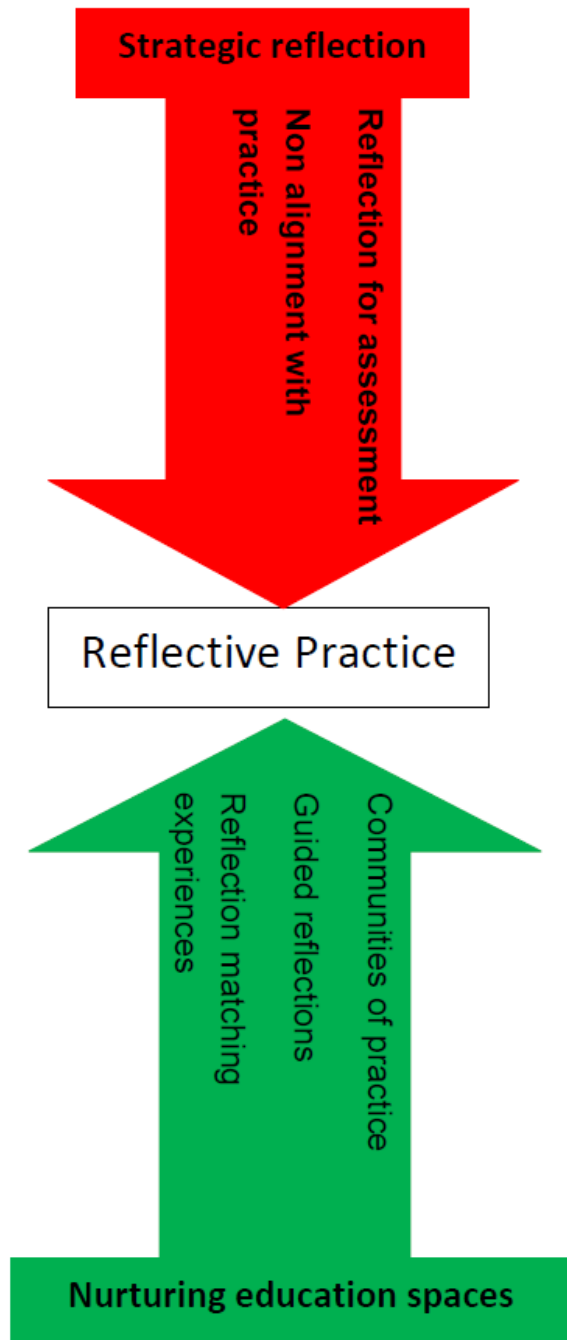 Strategic reflection
Reflection for assessment
Non alignment with
practice
Reflective Practice
Communities of practice
Guided reflections
Reflection matching
experiences
Nurturing education spaces